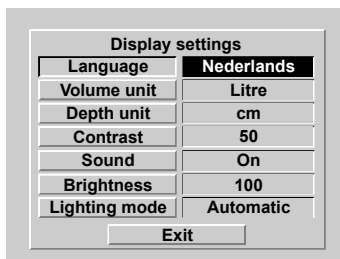 Display settings
Language Nederlands
Volume unit Litre
Depth unit cm
Contrast 50
Sound On
Brightness 100
Lighting mode Automatic
Exit